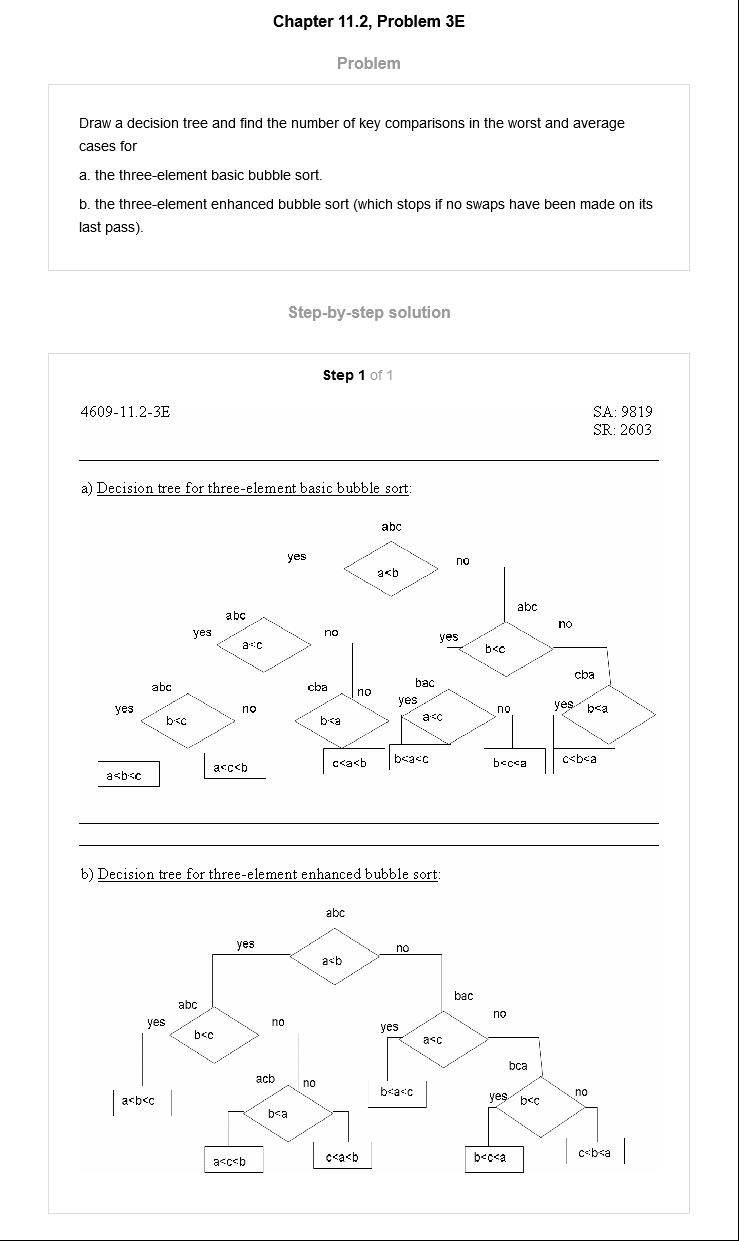 Chapter 11.2, Problem 3E
Problem
Draw a decision tree and find the number of key comparisons in the worst and average
cases for
a. the three-element basic bubble sort.
b. the three-element enhanced bubble sort (which stops if no swaps have been made on its
last pass).
Step-by-step solution
Step 1 of 1
4609-11.2-3E
SA: 9819
SR: 2603
a) Decision tree for three-element basic bubble sort:
abc
yes
a<b
no
abc
yes
a<c
no
abc
yes
b<c
no
abc
yes
b<c
no
cba
no
b<a
bac
yes
a<c
no
cba
yes
b<a
a<b<c
a<c<b
c<a<b
b<a<c
b<c<a
c<b<a
b) Decision tree for three-element enhanced bubble sort:
abc
yes
a<b
no
abc
yes
b<c
no
bac
yes
a<c
no
a<b<c
acb
no
b<a
b<a<c
bca
yes
b<c
no
a<c<b
c<a<b
b<c<a
c<b<a